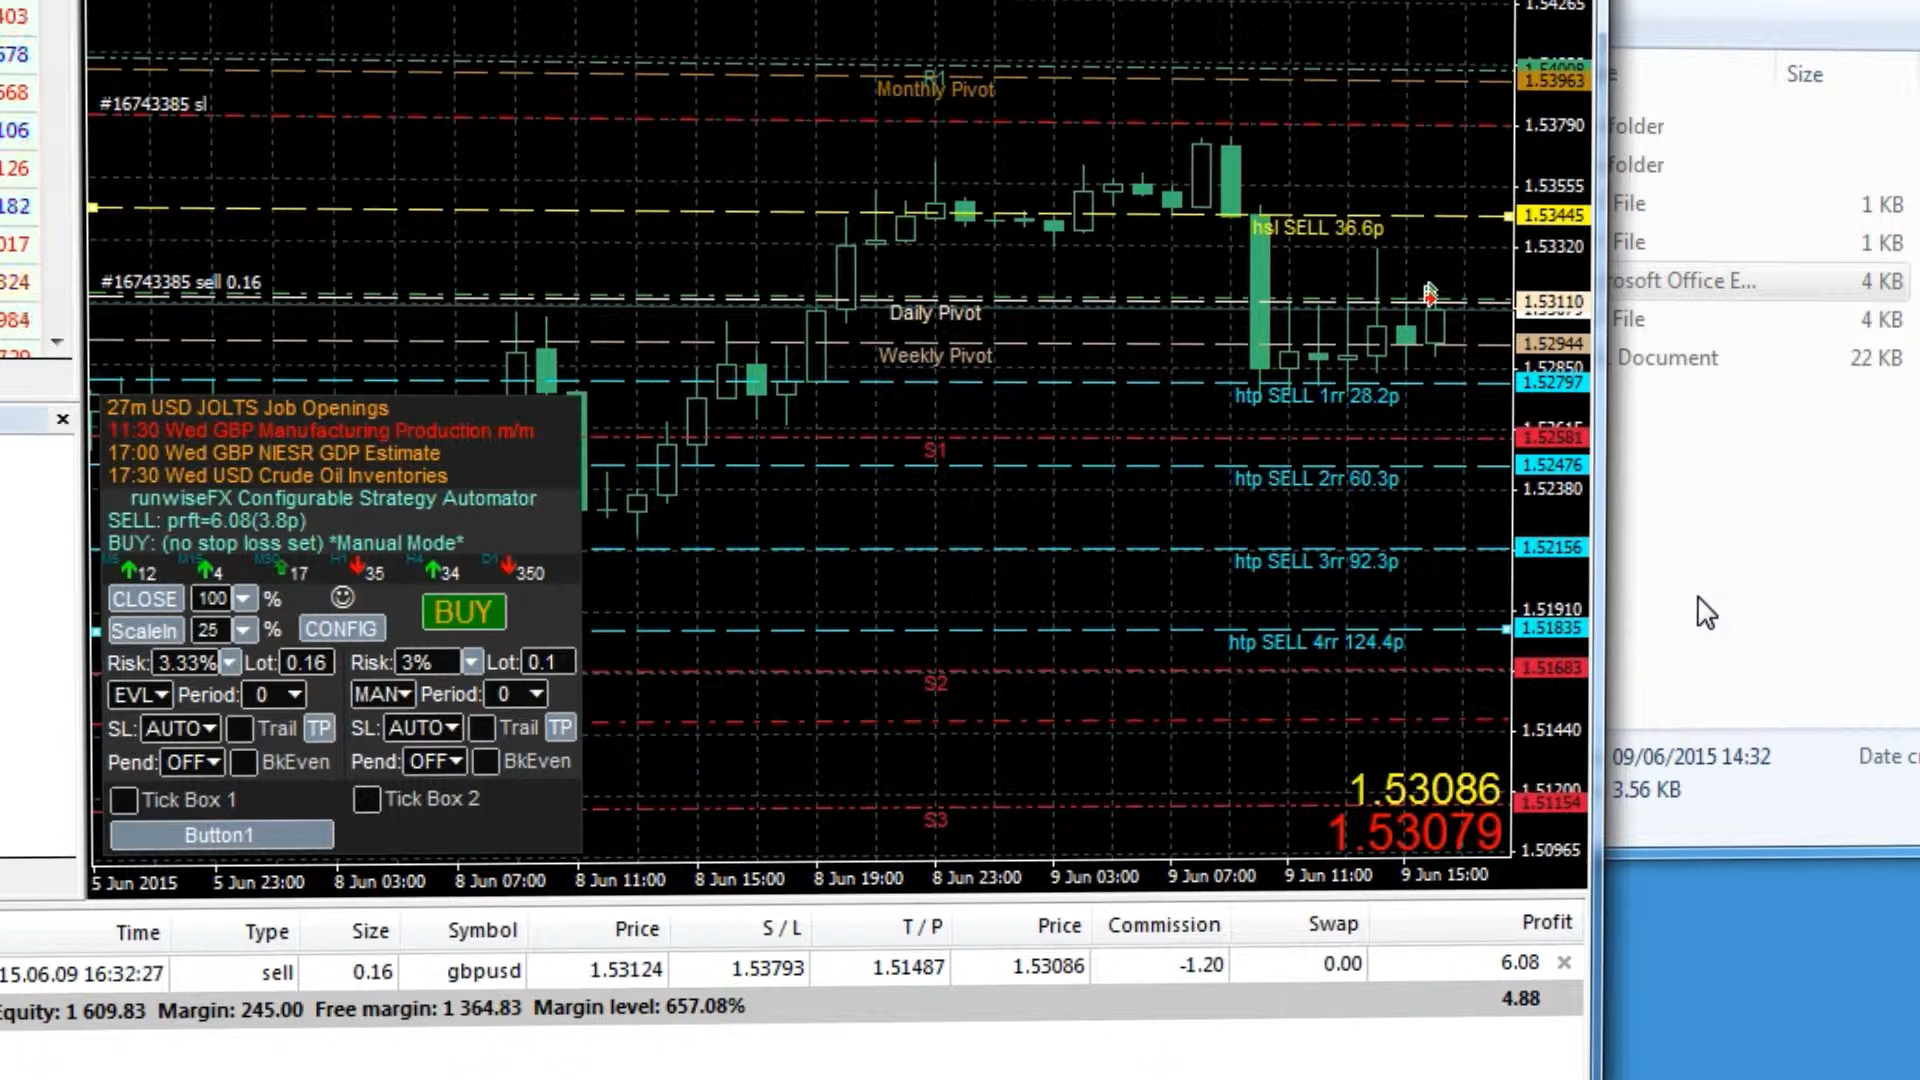 403
578
568
106
126
182
017
324
984
1.54265
R1
Monthly Pivot
1.53963
#16743385 sl
1.53790
1.53555
1.53445
hsl SELL 36.6p
1.53320
#16743385 sell 0.16
1.53110
Daily Pivot
1.52944
Weekly Pivot
1.52850
1.52797
htp SELL 1rr 28.2p
1.52581
S1
1.52476
htp SELL 2rr 60.3p
1.52380
1.52156
htp SELL 3rr 92.3p
1.51910
1.51835
htp SELL 4rr 124.4p
1.51683
S2
1.51440
1.51200
1.51154
S3
1.50965
1.53086
1.53079
27m USD JOLTS Job Openings
11:30 Wed GBP Manufacturing Production m/m
17:00 Wed GBP NIESR GDP Estimate
17:30 Wed USD Crude Oil Inventories
runwiseFX Configurable Strategy Automator
SELL: prft=6.08(3.8p)
BUY: (no stop loss set) *Manual Mode*
12 4 17 35 34 350
CLOSE 100 % BUY
ScaleIn 25 % CONFIG
Risk: 3.33% Lot: 0.16 Risk: 3% Lot: 0.1
EVL Period: 0 MAN Period: 0
SL: AUTO Trail TP SL: AUTO Trail TP
Pend: OFF BkEven Pend: OFF BkEven
Tick Box 1 Tick Box 2
Button1
5 Jun 2015 5 Jun 23:00 8 Jun 03:00 8 Jun 07:00 8 Jun 11:00 8 Jun 15:00 8 Jun 19:00 8 Jun 23:00 9 Jun 03:00 9 Jun 07:00 9 Jun 11:00 9 Jun 15:00
Time Type Size Symbol Price S / L T / P Price Commission Swap Profit
15.06.09 16:32:27 sell 0.16 gbpusd 1.53124 1.53793 1.51487 1.53086 -1.20 0.00 6.08
Equity: 1 609.83 Margin: 245.00 Free margin: 1 364.83 Margin level: 657.08% 4.88
Size
folder
folder
File 1 KB
File 1 KB
rosoft Office E... 4 KB
File 4 KB
Document 22 KB
09/06/2015 14:32 Date cr
3.56 KB